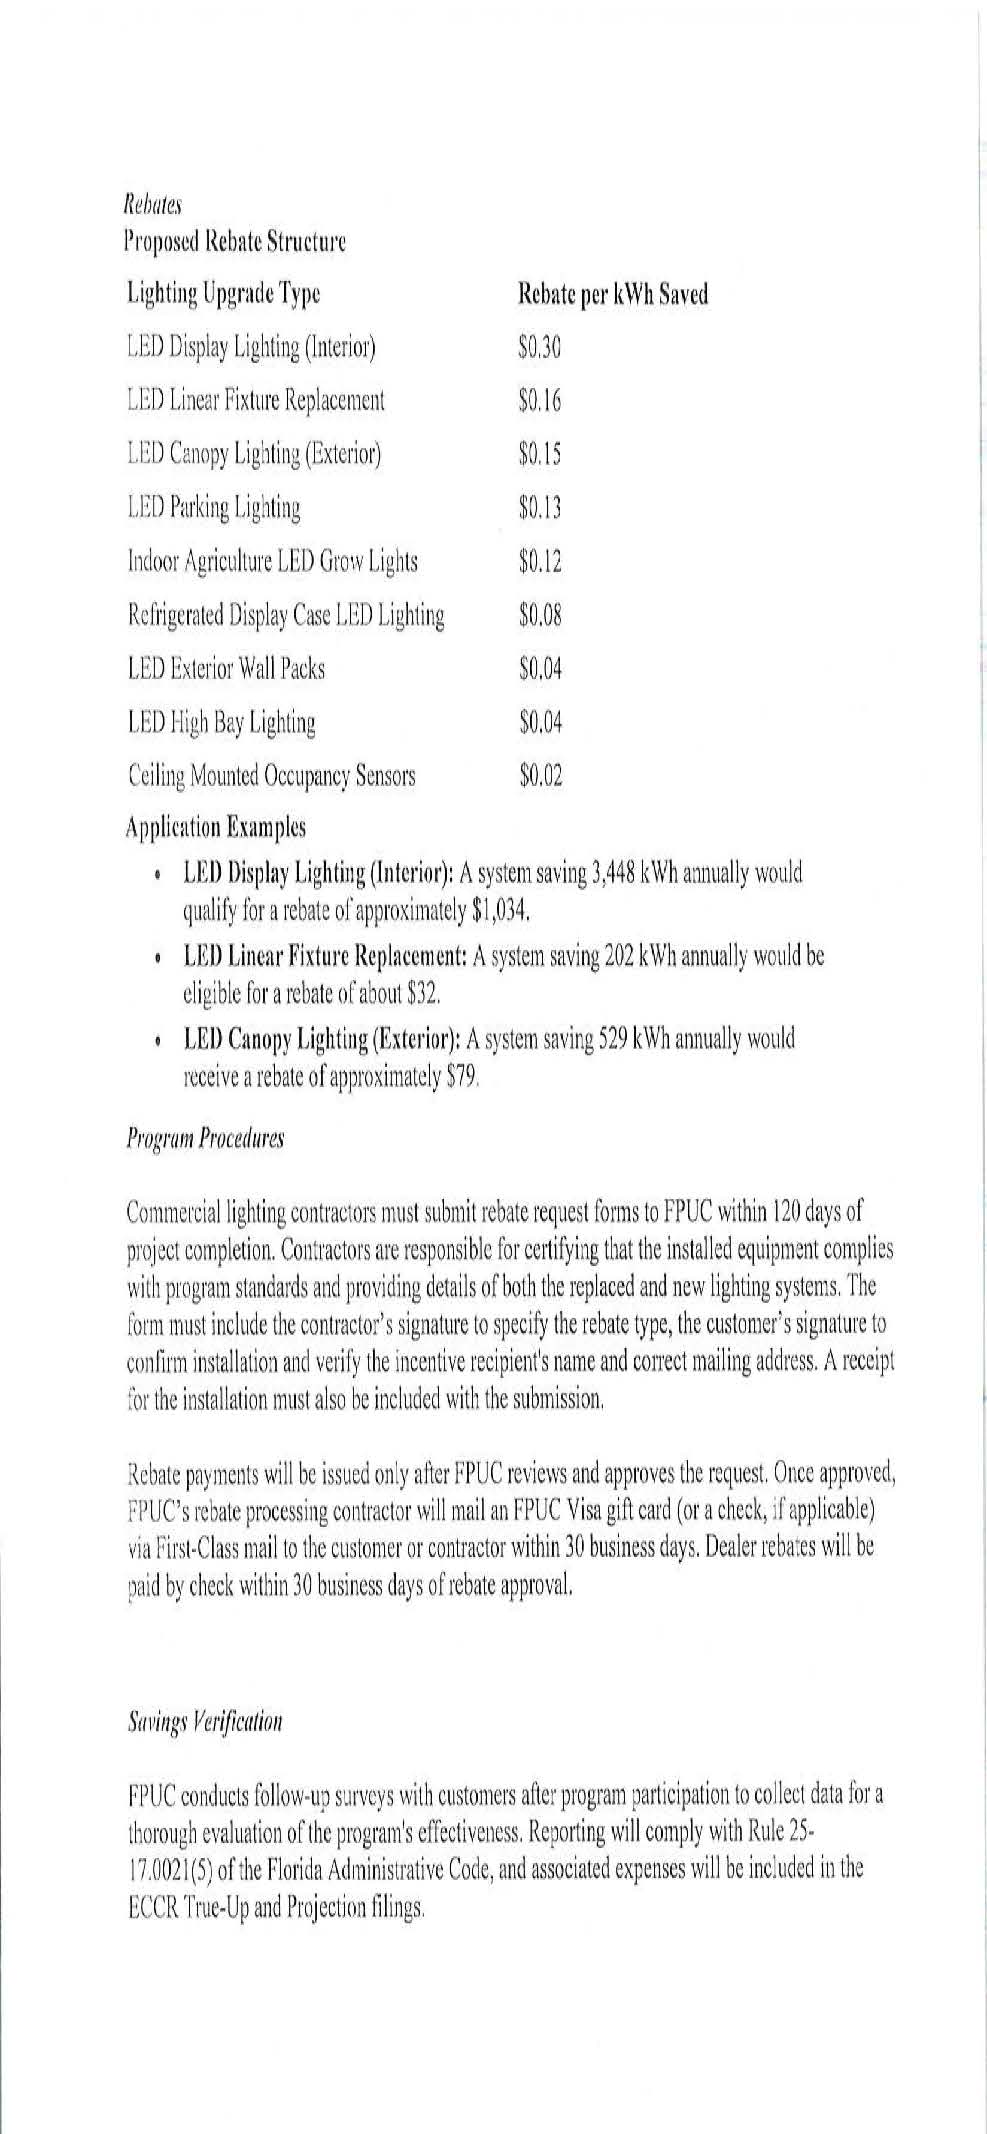 Rebates
Proposed Rebate Structure
Lighting Upgrade Type Rebate per kWh Saved
LED Display Lighting (Interior) $0.30
LED Linear Fixture Replacement $0.16
LED Canopy Lighting (Exterior) $0.15
LED Parking Lighting $0.13
Indoor Agriculture LED Grow Lights $0.12
Refrigerated Display Case LED Lighting $0.08
LED Exterior Wall Packs $0.04
LED High Bay Lighting $0.04
Ceiling Mounted Occupancy Sensors $0.02
Application Examples
• LED Display Lighting (Interior): A system saving 3,448 kWh annually would
qualify for a rebate of approximately $1,034.
• LED Linear Fixture Replacement: A system saving 202 kWh annually would be
eligible for a rebate of about $32.
• LED Canopy Lighting (Exterior): A system saving 529 kWh annually would
receive a rebate of approximately $79.
Program Procedures
Commercial lighting contractors must submit rebate request forms to FPUC within 120 days of
project completion. Contractors are responsible for certifying that the installed equipment complies
with program standards and providing details of both the replaced and new lighting systems. The
form must include the contractor's signature to specify the rebate type, the customer's signature to
confirm installation and verify the incentive recipient's name and correct mailing address. A receipt
for the installation must also be included with the submission.
Rebate payments will be issued only after FPUC reviews and approves the request. Once approved,
FPUC's rebate processing contractor will mail an FPUC Visa gift card (or a check, if applicable)
via First-Class mail to the customer or contractor within 30 business days. Dealer rebates will be
paid by check within 30 business days of rebate approval.
Savings Verification
FPUC conducts follow-up surveys with customers after program participation to collect data for a
thorough evaluation of the program's effectiveness. Reporting will comply with Rule 25-
17.0021(5) of the Florida Administrative Code, and associated expenses will be included in the
ECCR True-Up and Projection filings.